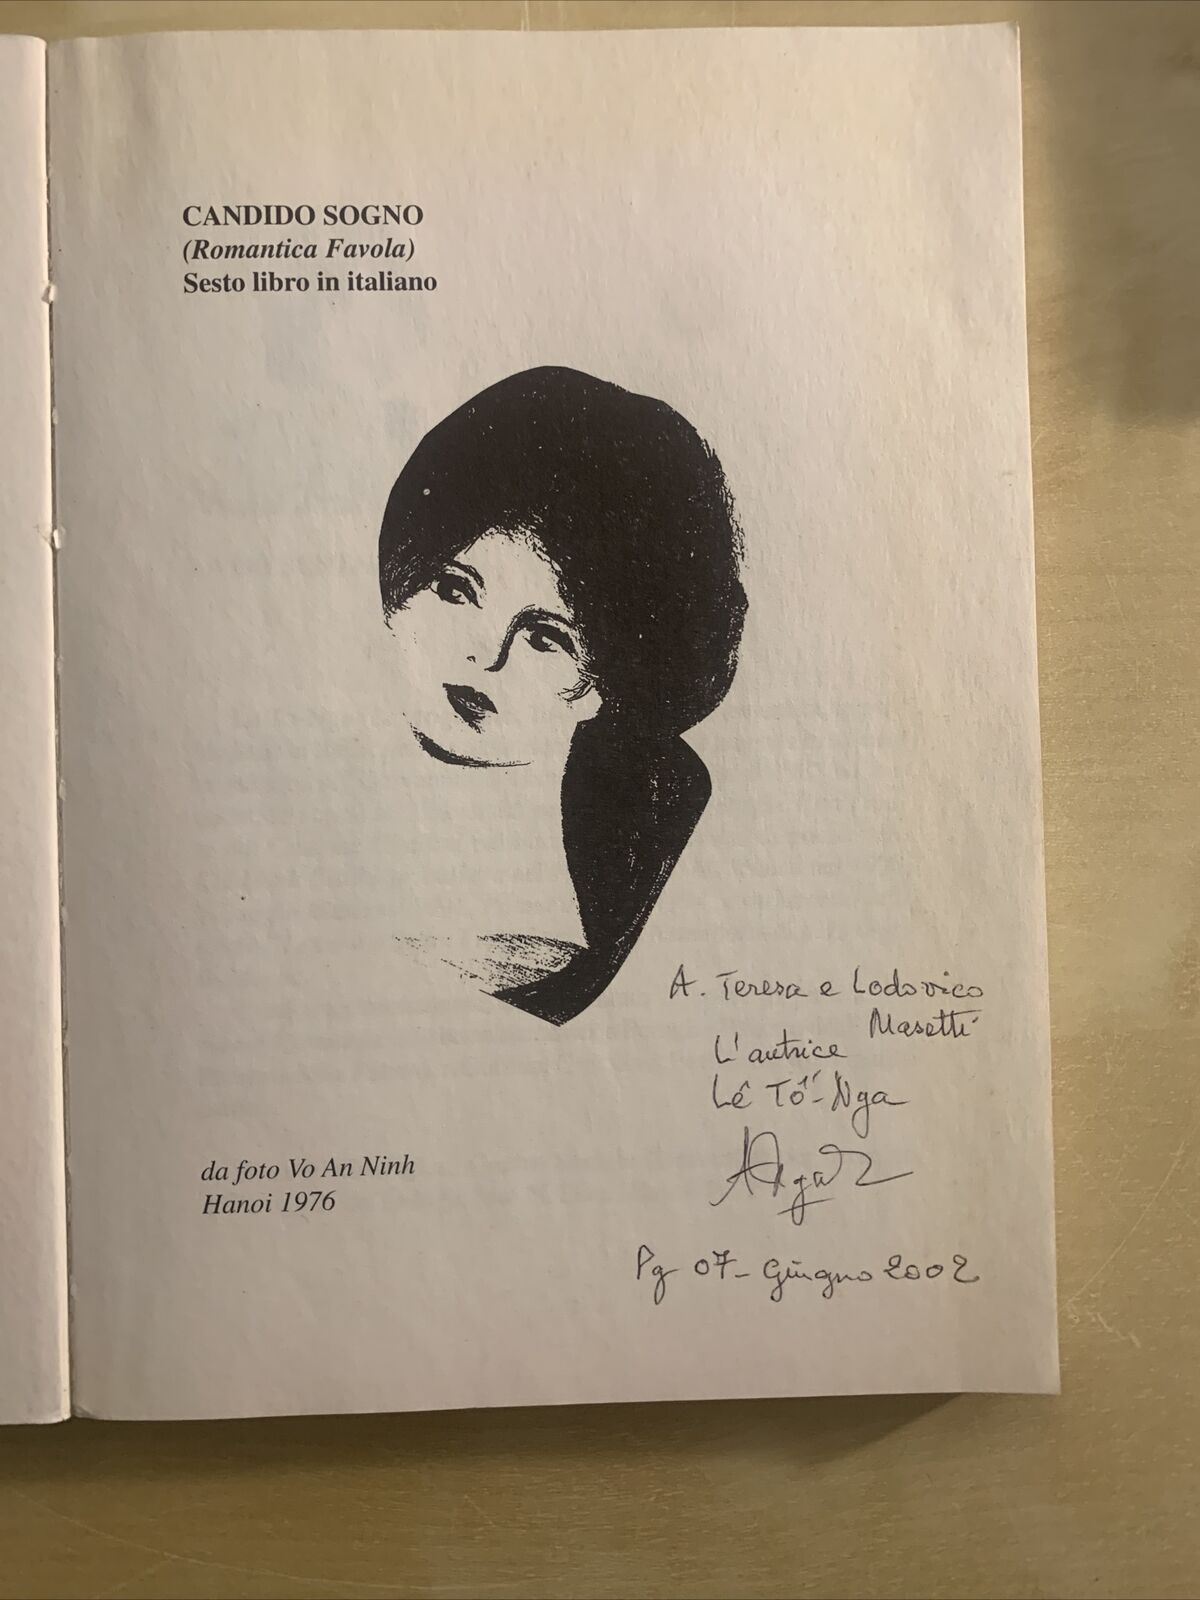 CANDIDO SOGNO
(Romantica Favola)
Sesto libro in italiano
A. Teresa e Lodovico
Masetti
L'autrice
Lê Tố-Nga
da foto Vo An Ninh
Hanoi 1976
Pg 07- Giugno 2002